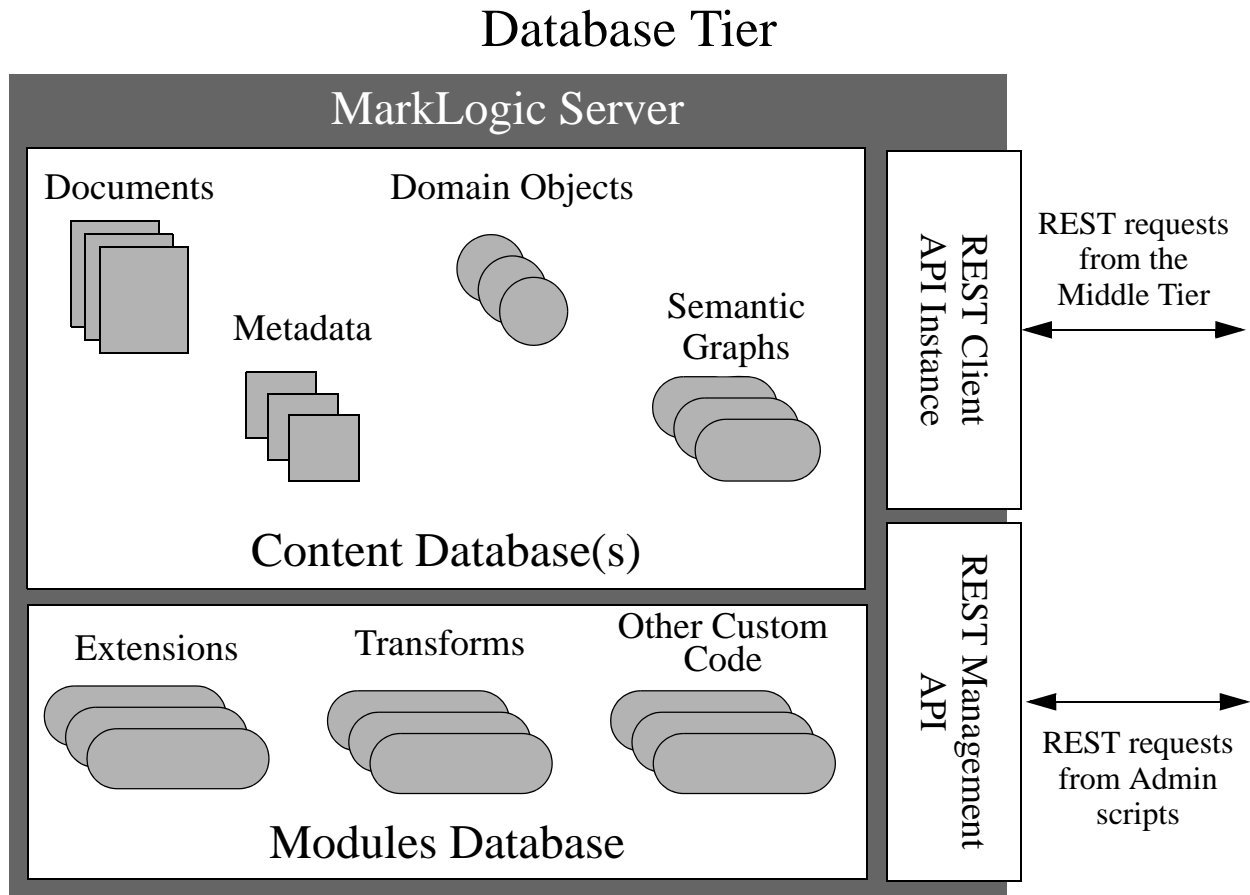 Database Tier
MarkLogic Server
Documents
Domain Objects
Metadata
Semantic
Graphs
Content Database(s)
REST Client
API Instance
REST requests
from the
Middle Tier
Extensions
Transforms
Other Custom
Code
Modules Database
REST Management
API
REST requests
from Admin
scripts